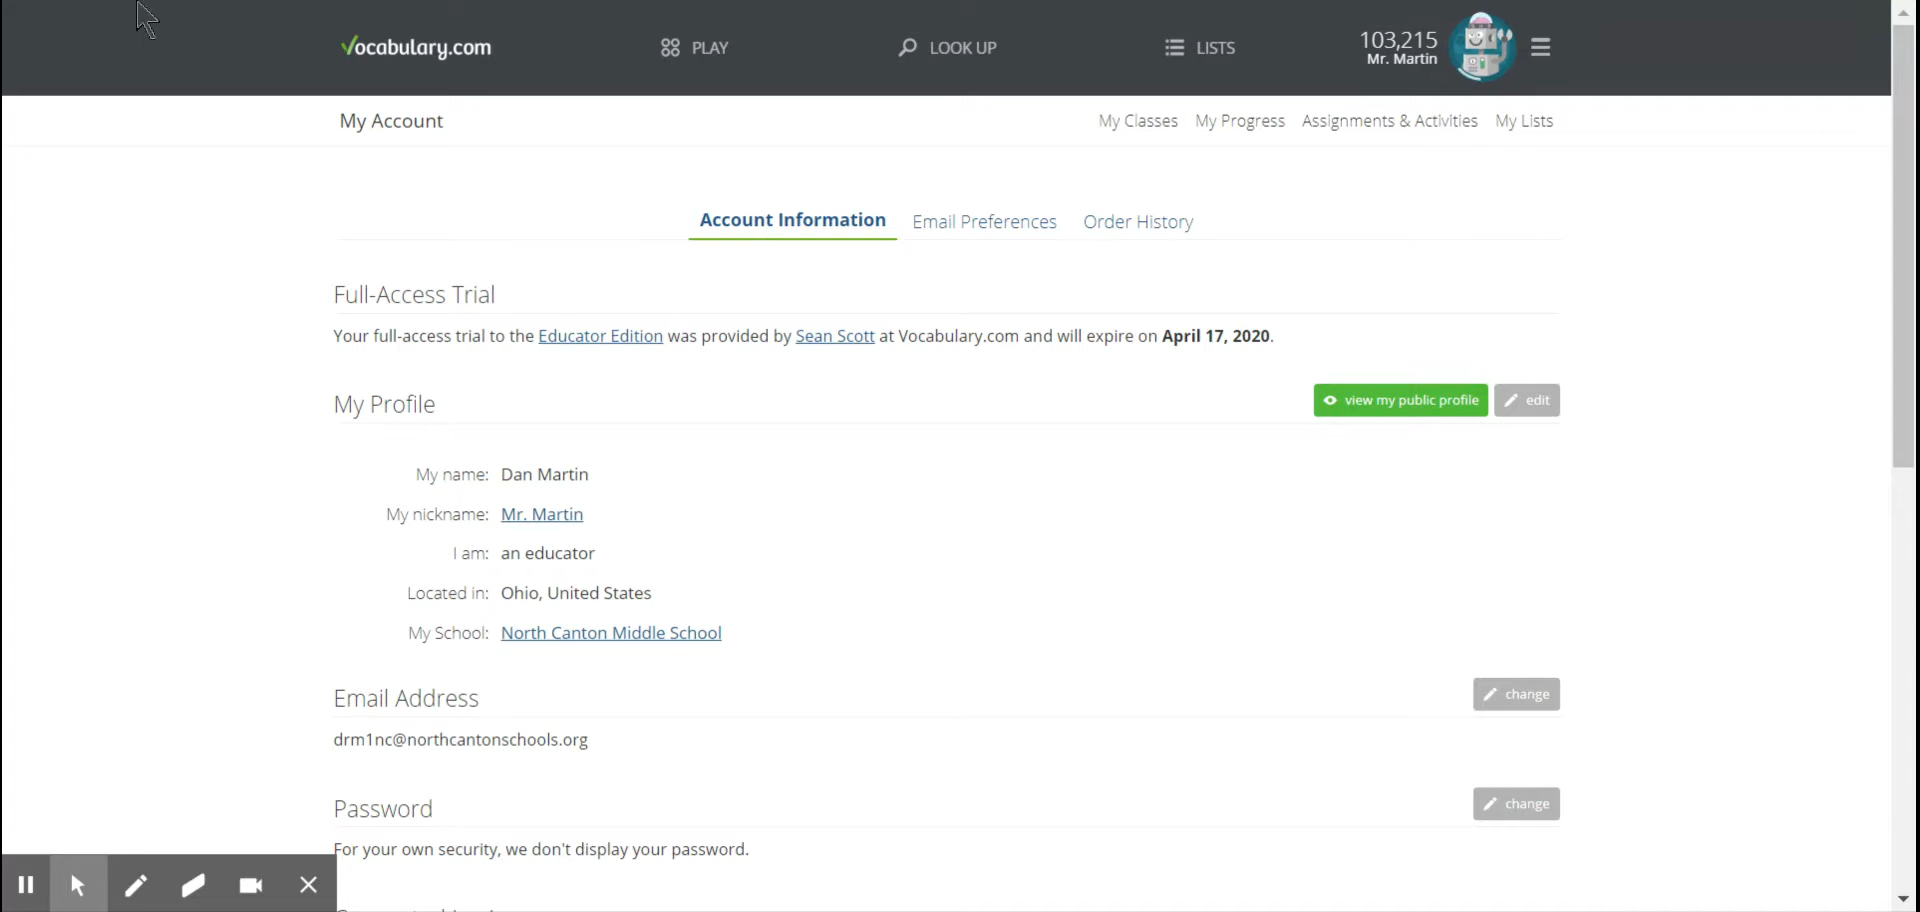 Vocabulary.com
PLAY
LOOK UP
LISTS
103,215
Mr. Martin
My Account
My Classes My Progress Assignments & Activities My Lists
Account Information Email Preferences Order History
Full-Access Trial
Your full-access trial to the Educator Edition was provided by Sean Scott at Vocabulary.com and will expire on April 17, 2020.
My Profile
view my public profile
edit
My name: Dan Martin
My nickname: Mr. Martin
I am: an educator
Located in: Ohio, United States
My School: North Canton Middle School
Email Address
change
drm1nc@northcantonschools.org
Password
change
For your own security, we don't display your password.